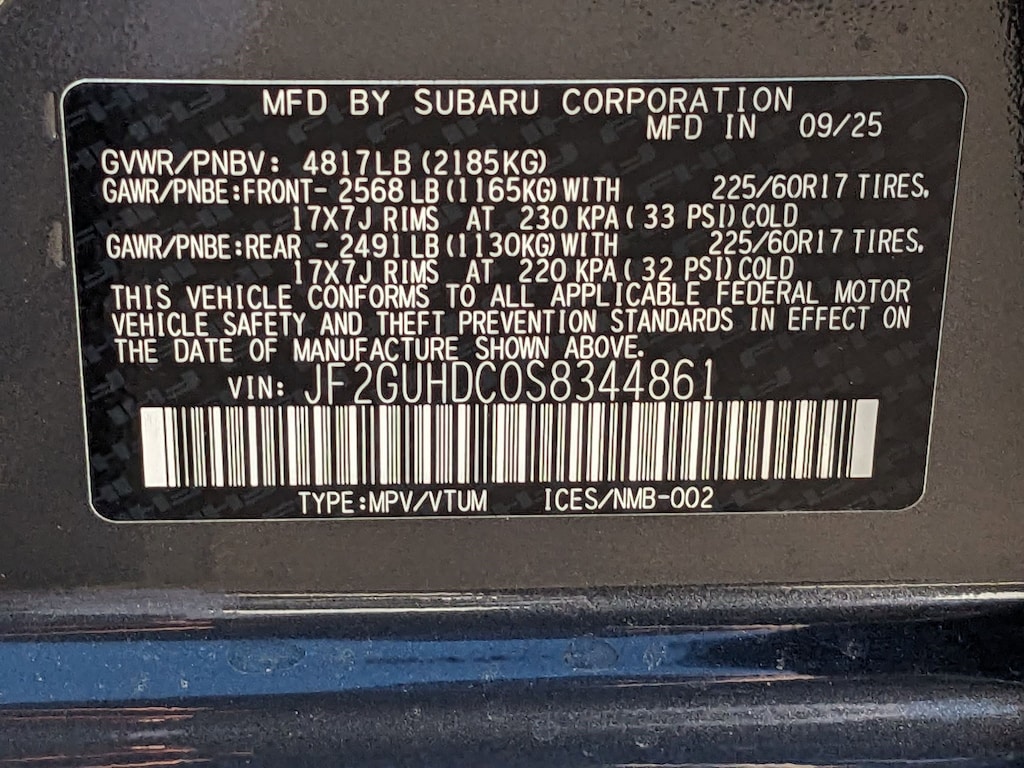 MFD BY SUBARU CORPORATION
MFD IN 09/25
GVWR/PNBV: 4817LB (2185KG)
GAWR/PNBE:FRONT- 2568 LB (1165KG) WITH 225/60R17 TIRES,
17X7J RIMS AT 230 KPA ( 33 PSI) COLD
GAWR/PNBE:REAR - 2491 LB (1130KG) WITH 225/60R17 TIRES,
17X7J RIMS AT 220 KPA ( 32 PSI) COLD
THIS VEHICLE CONFORMS TO ALL APPLICABLE FEDERAL MOTOR
VEHICLE SAFETY AND THEFT PREVENTION STANDARDS IN EFFECT ON
THE DATE OF MANUFACTURE SHOWN ABOVE.
VIN: JF2GUHDC0S8344861
TYPE:MPV/VTUM ICES/NMB-002